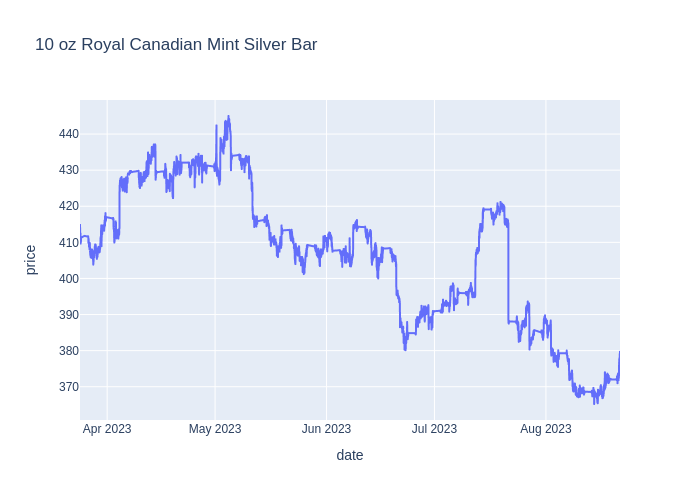 10 oz Royal Canadian Mint Silver Bar
440
430
420
410
400
390
380
370
price
Apr 2023
May 2023
Jun 2023
Jul 2023
Aug 2023
date